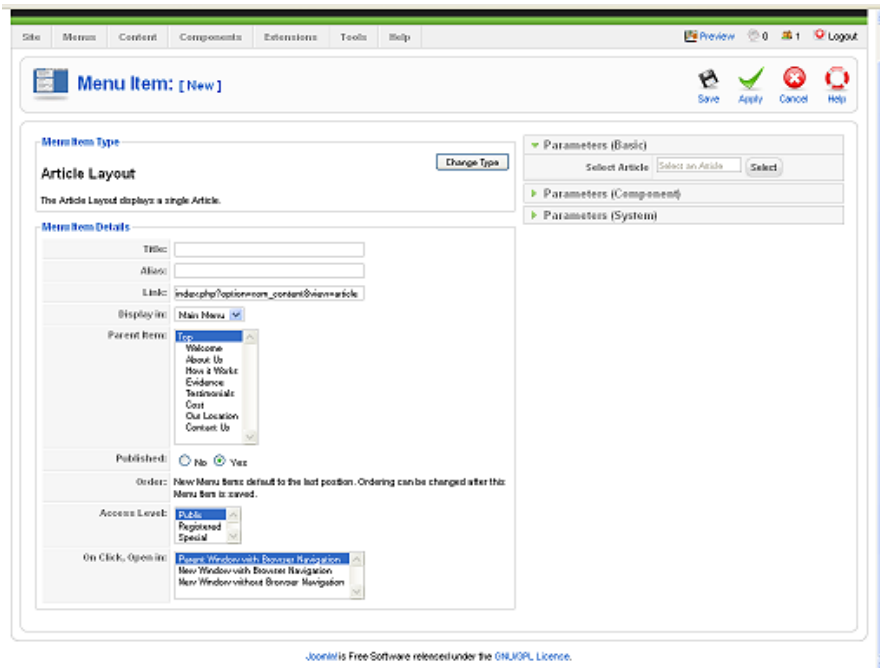 Site Menus Content Components Extensions Tools Help Preview 0 1 Logout
Menu Item: [ New ]
Save Apply Cancel Help
Menu Item Type
Change Type
Article Layout
The Article Layout displays a single Article.
Parameters (Basic)
Select Article Select an Article Select
Parameters (Component)
Parameters (System)
Menu Item Details
Title:
Alias:
Link: index.php?option=com_content&view=article
Display in: Main Menu
Parent Item: Top
Welcome
About Us
How it Works
Evidence
Testimonials
Cost
Our Location
Contact Us
Published: No Yes
Order: New Menu Items default to the last position. Ordering can be changed after this
Menu Item is saved.
Access Level: Public
Registered
Special
On Click, Open in: Parent Window with Browser Navigation
New Window with Browser Navigation
New Window without Browser Navigation
Joomla! is Free Software released under the GNU/GPL License.